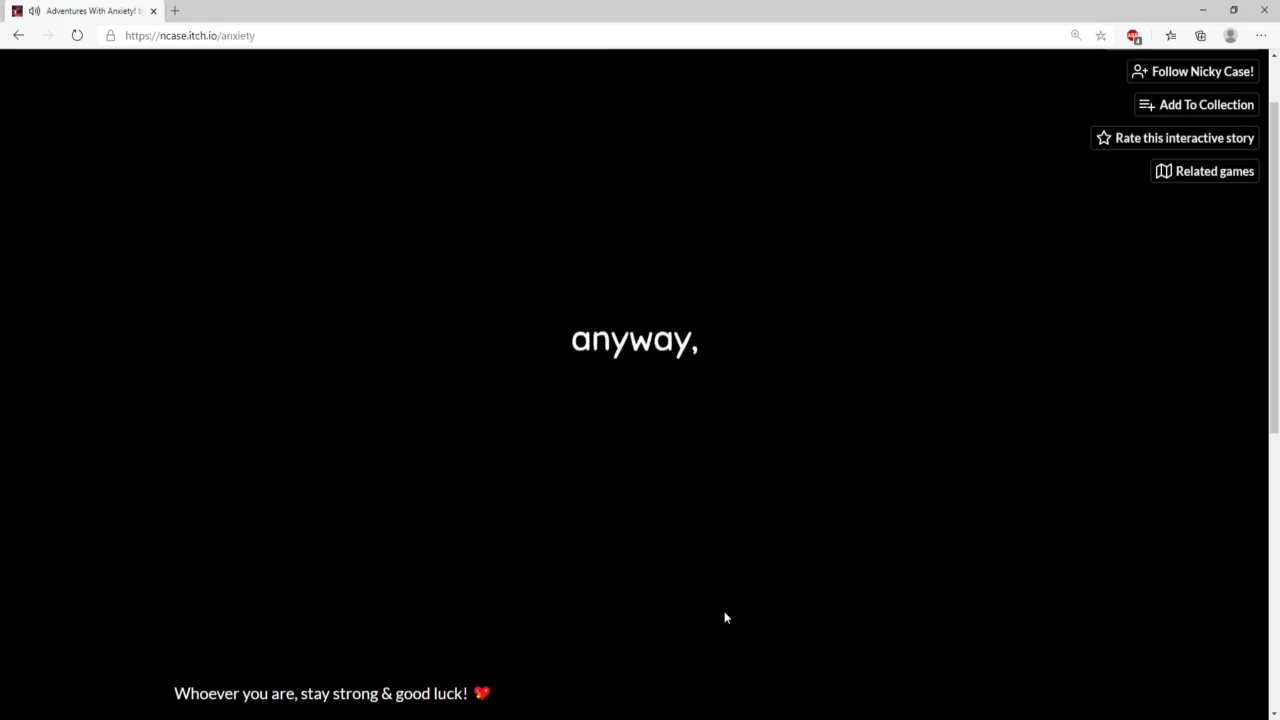 Adventures With Anxiety! b
https://ncase.itch.io/anxiety
Follow Nicky Case!
Add To Collection
Rate this interactive story
Related games
anyway,
Whoever you are, stay strong & good luck! 💖